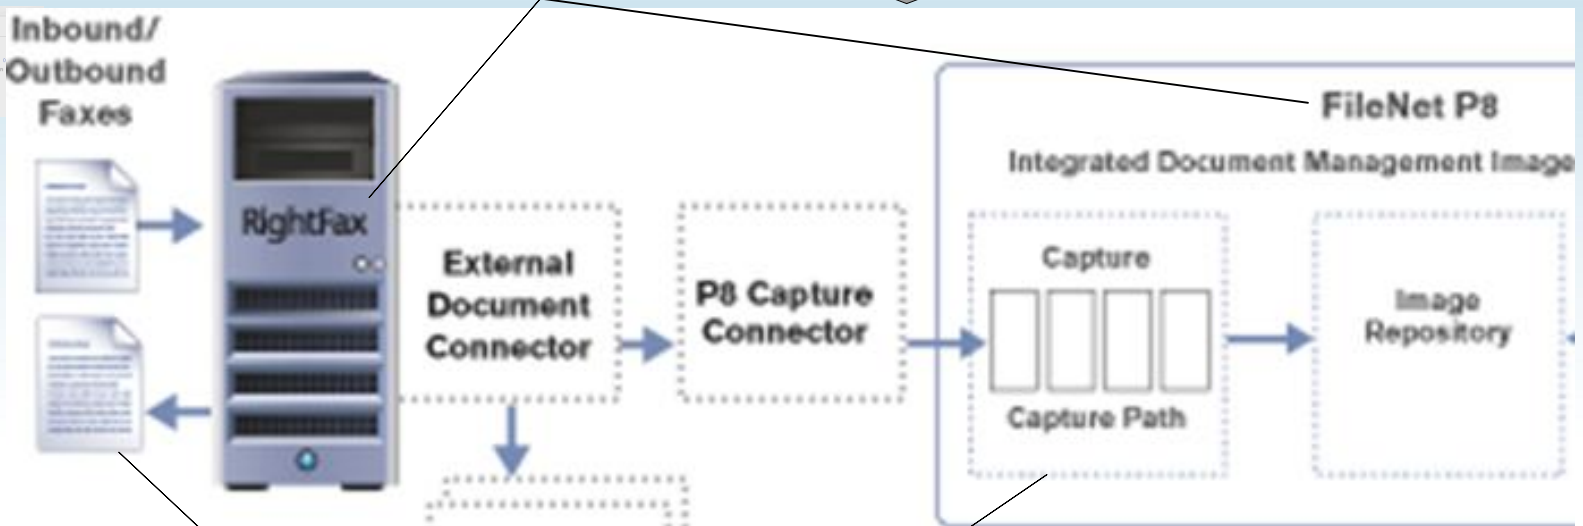 Inbound/
Outbound
Faxes
RightFax
External
Document
Connector
P8 Capture
Connector
FileNet P8
Integrated Document Management Image
Capture
Capture Path
Image
Repository